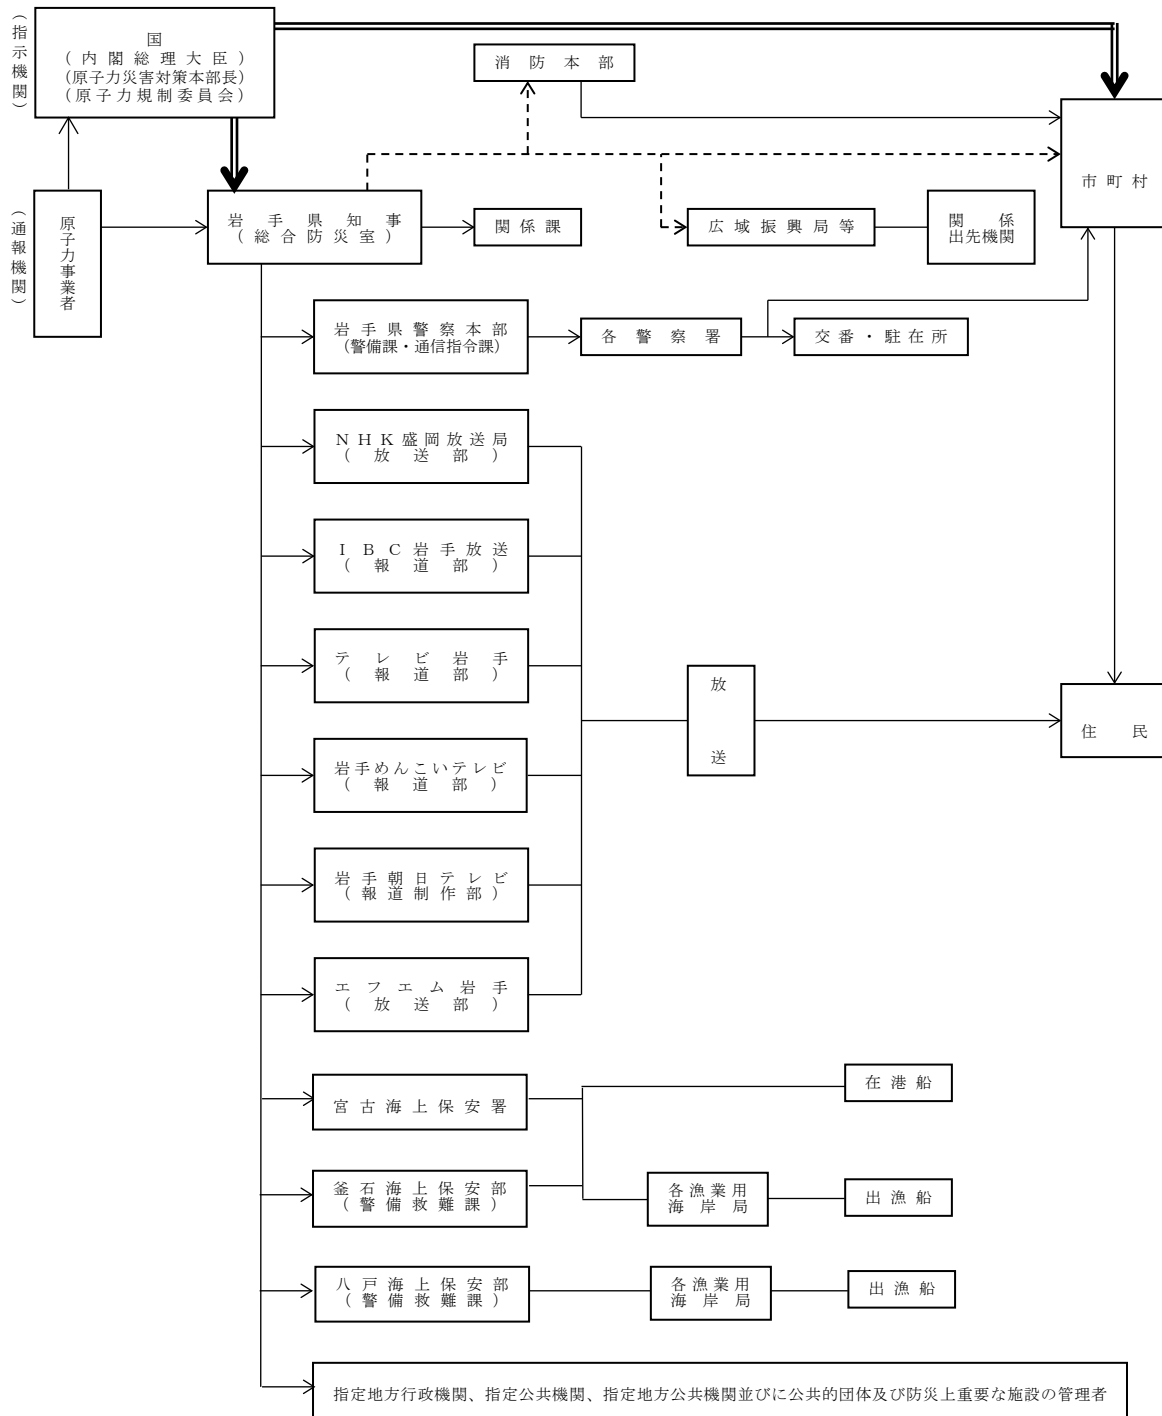 （指示機関）
国
（内閣総理大臣）
（原子力災害対策本部長）
（原子力規制委員会）
消防本部
市町村
（通報機関）
原子力事業者
岩手県知事
（総合防災室）
関係課
広域振興局等
関係
出先機関
岩手県警察本部
（警備課・通信指令課）
各警察署
交番・駐在所
ＮＨＫ盛岡放送局
（放送部）
ＩＢＣ岩手放送
（報道部）
テレビ岩手
（報道部）
放送
住民
岩手めんこいテレビ
（報道部）
岩手朝日テレビ
（報道制作部）
エフエム岩手
（放送部）
在港船
宮古海上保安署
釜石海上保安部
（警備救難課）
各漁業用
海岸局
出漁船
八戸海上保安部
（警備救難課）
各漁業用
海岸局
出漁船
指定地方行政機関、指定公共機関、指定地方公共機関並びに公共的団体及び防災上重要な施設の管理者